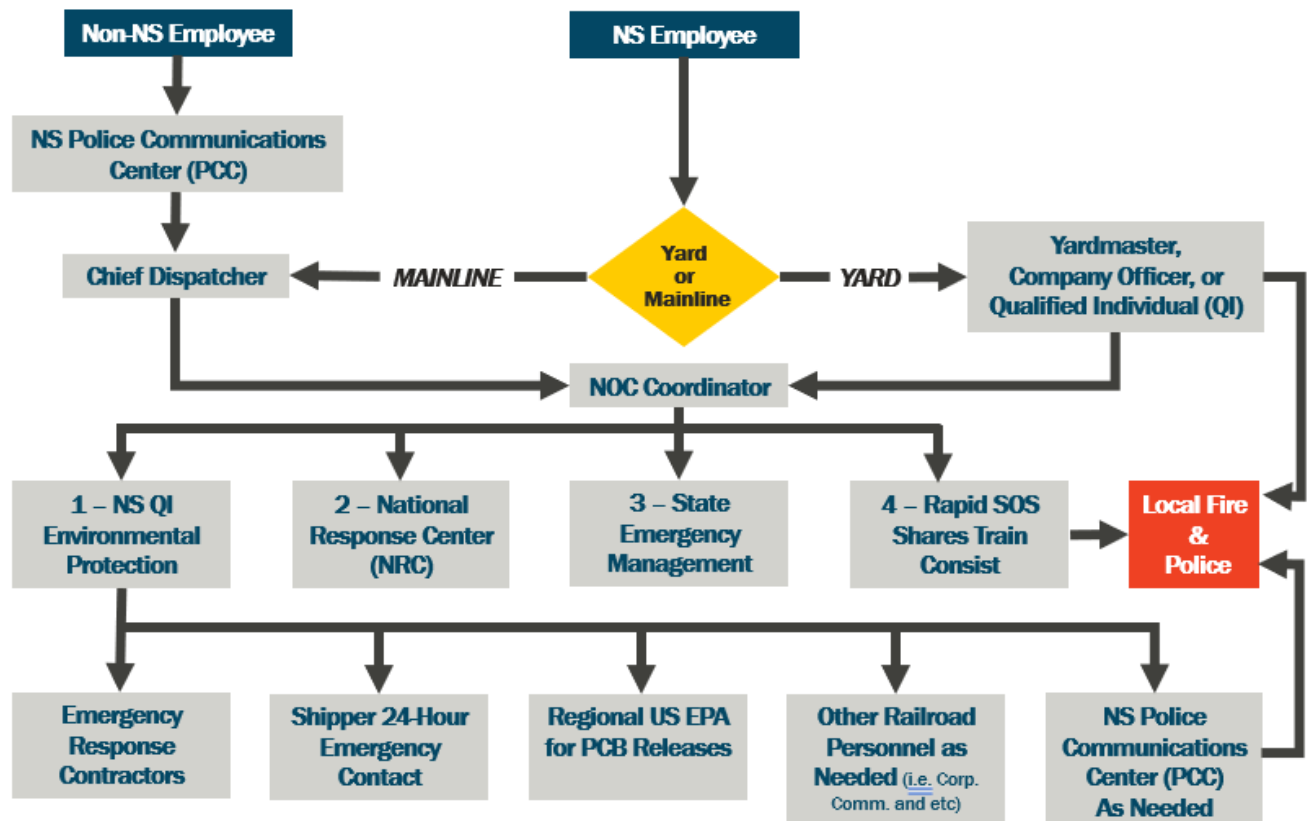 Non-NS Employee
NS Employee
NS Police Communications
Center (PCC)
Chief Dispatcher
MAINLINE
Yard
or
Mainline
YARD
Yardmaster,
Company Officer, or
Qualified Individual (QI)
NOC Coordinator
1 – NS QI
Environmental
Protection
2 – National
Response Center
(NRC)
3 – State
Emergency
Management
4 – Rapid SOS
Shares Train
Consist
Local Fire
&
Police
Emergency
Response
Contractors
Shipper 24-Hour
Emergency
Contact
Regional US EPA
for PCB Releases
Other Railroad
Personnel as
Needed (i.e. Corp.
Comm. and etc)
NS Police
Communications
Center (PCC)
As Needed